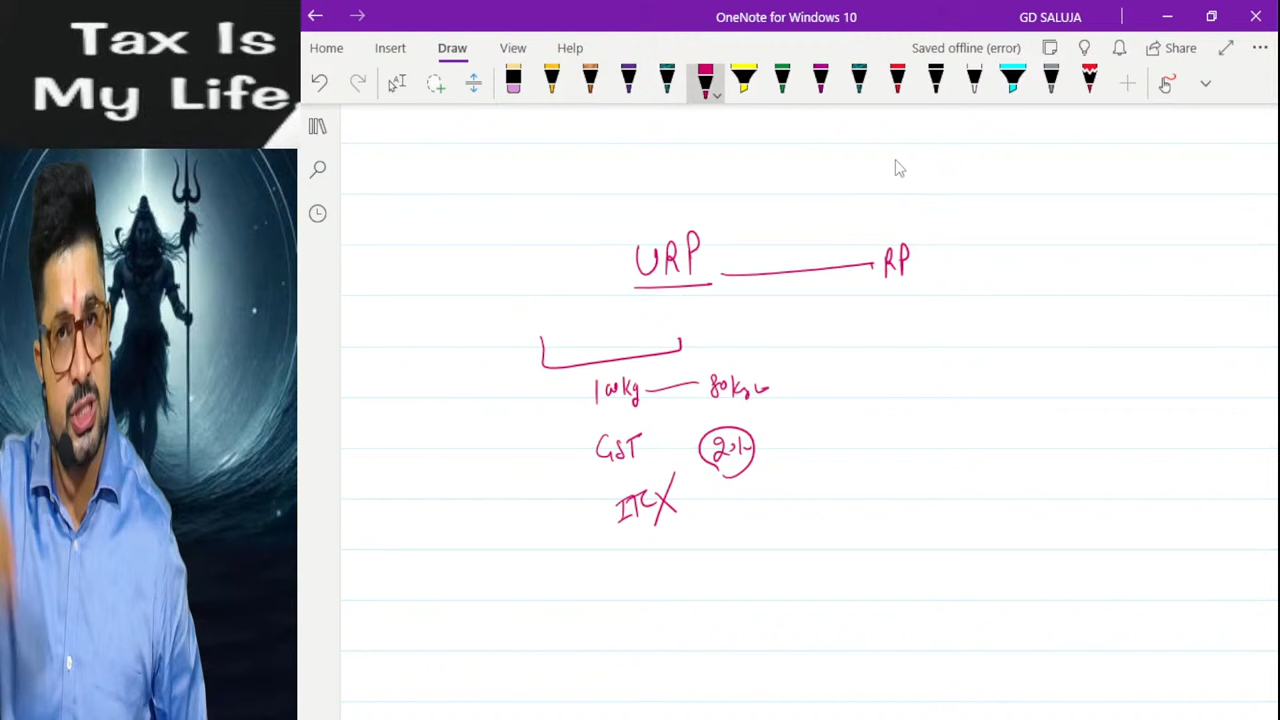 Tax Is
My Life
OneNote for Windows 10
GD SALUJA
Home Insert Draw View Help
Saved offline (error)
Share
URP RP
100kg 80kg
GST
ITC X